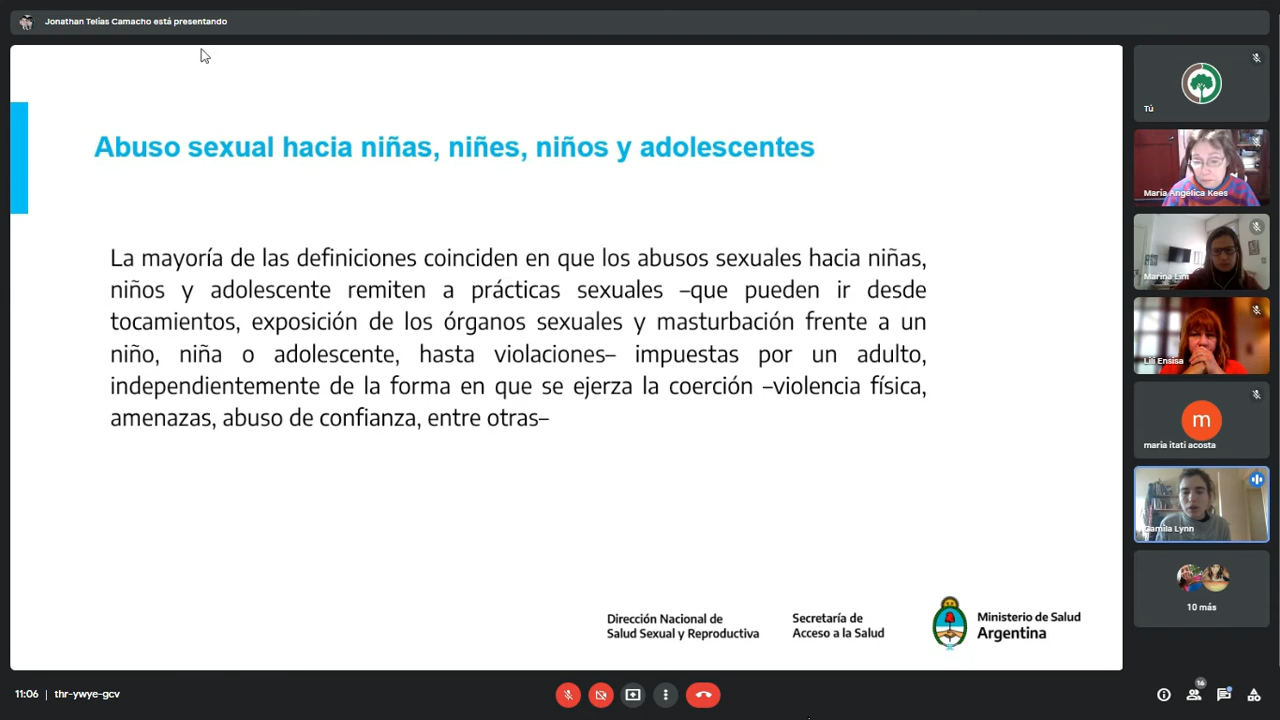 Jonathan Telías Camacho está presentando
Abuso sexual hacia niñas, niñes, niños y adolescentes
La mayoría de las definiciones coinciden en que los abusos sexuales hacia niñas,
niños y adolescente remiten a prácticas sexuales –que pueden ir desde
tocamientos, exposición de los órganos sexuales y masturbación frente a un
niño, niña o adolescente, hasta violaciones– impuestas por un adulto,
independientemente de la forma en que se ejerza la coerción –violencia física,
amenazas, abuso de confianza, entre otras–
Dirección Nacional de
Salud Sexual y Reproductiva
Secretaría de
Acceso a la Salud
Ministerio de Salud
Argentina
Tú
María Angélica Kees
Marina Lim
Lili Ensisa
m
maria itatí acosta
Camila Lynn
10 más
11:06 | thr-ywye-gcv
16